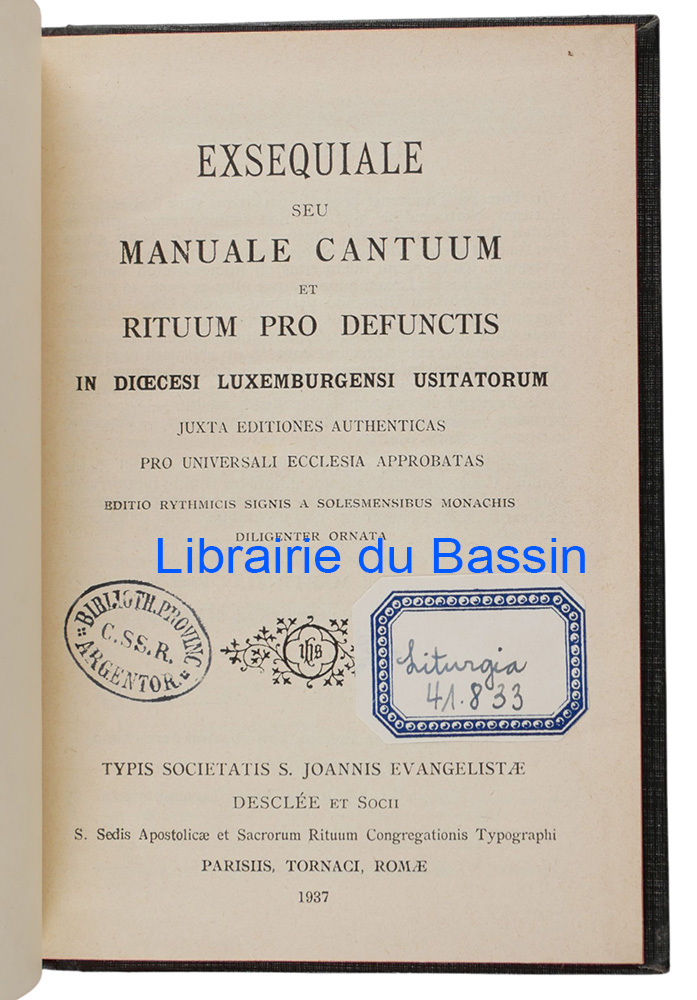 EXSEQUIALE
SEU
MANUALE CANTUUM
ET
RITUUM PRO DEFUNCTIS
IN DIŒCESI LUXEMBURGENSI USITATORUM
JUXTA EDITIONES AUTHENTICAS
PRO UNIVERSALI ECCLESIA APPROBATAS
EDITIO RYTHMICIS SIGNIS A SOLESMENSIBUS MONACHIS
DILIGENTER ORNATA
Librairie du Bassin
BIBLIOTH.PROVINC
C.SS.R.
ARGENTOR.
ihs
Liturgia
41.833
TYPIS SOCIETATIS S. JOANNIS EVANGELISTÆ
DESCLÉE ET SOCII
S. Sedis Apostolicæ et Sacrorum Rituum Congregationis Typographi
PARISIIS, TORNACI, ROMÆ
1937